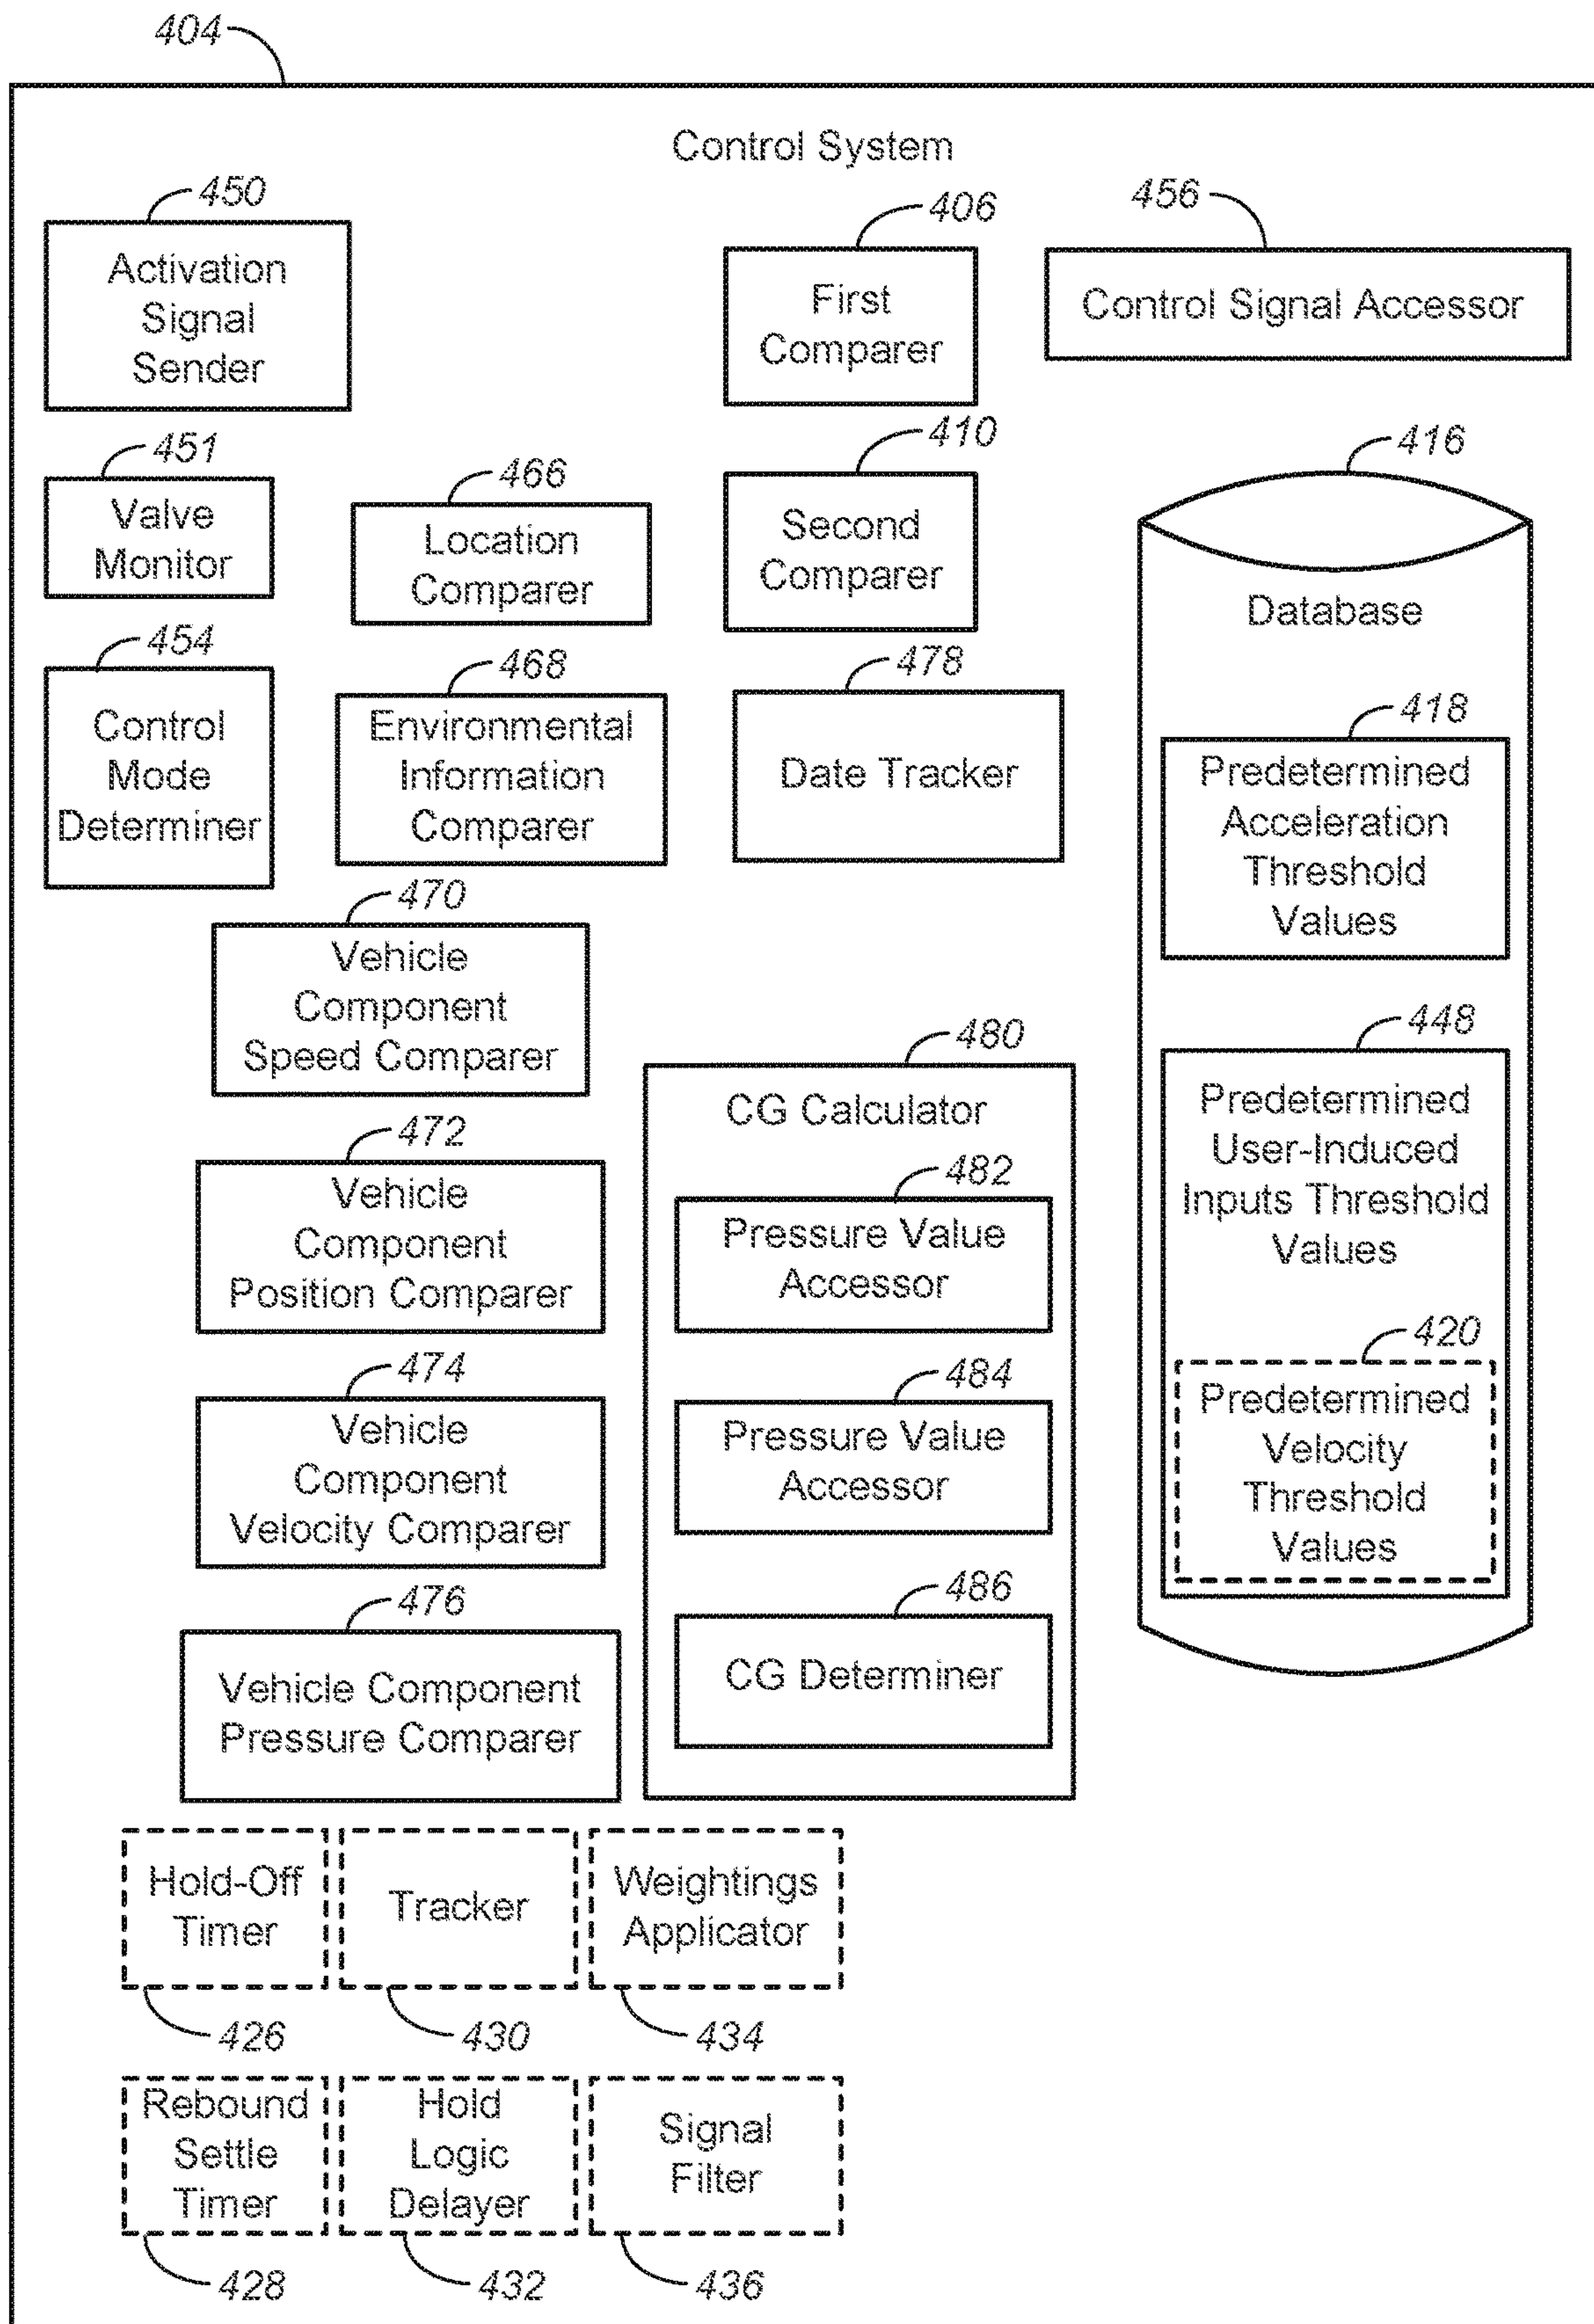 404
Control System
450
Activation
Signal
Sender
406
First
Comparer
456
Control Signal Accessor
451
Valve
Monitor
466
Location
Comparer
410
Second
Comparer
416
Database
454
Control
Mode
Determiner
468
Environmental
Information
Comparer
478
Date Tracker
418
Predetermined
Acceleration
Threshold
Values
470
Vehicle
Component
Speed Comparer
448
Predetermined
User-Induced
Inputs Threshold
Values
420
Predetermined
Velocity
Threshold
Values
480
CG Calculator
482
Pressure Value
Accessor
484
Pressure Value
Accessor
486
CG Determiner
472
Vehicle
Component
Position Comparer
474
Vehicle
Component
Velocity Comparer
476
Vehicle Component
Pressure Comparer
Hold-Off
Timer
426
Tracker
430
Weightings
Applicator
434
Rebound
Settle
Timer
428
Hold
Logic
Delayer
432
Signal
Filter
436